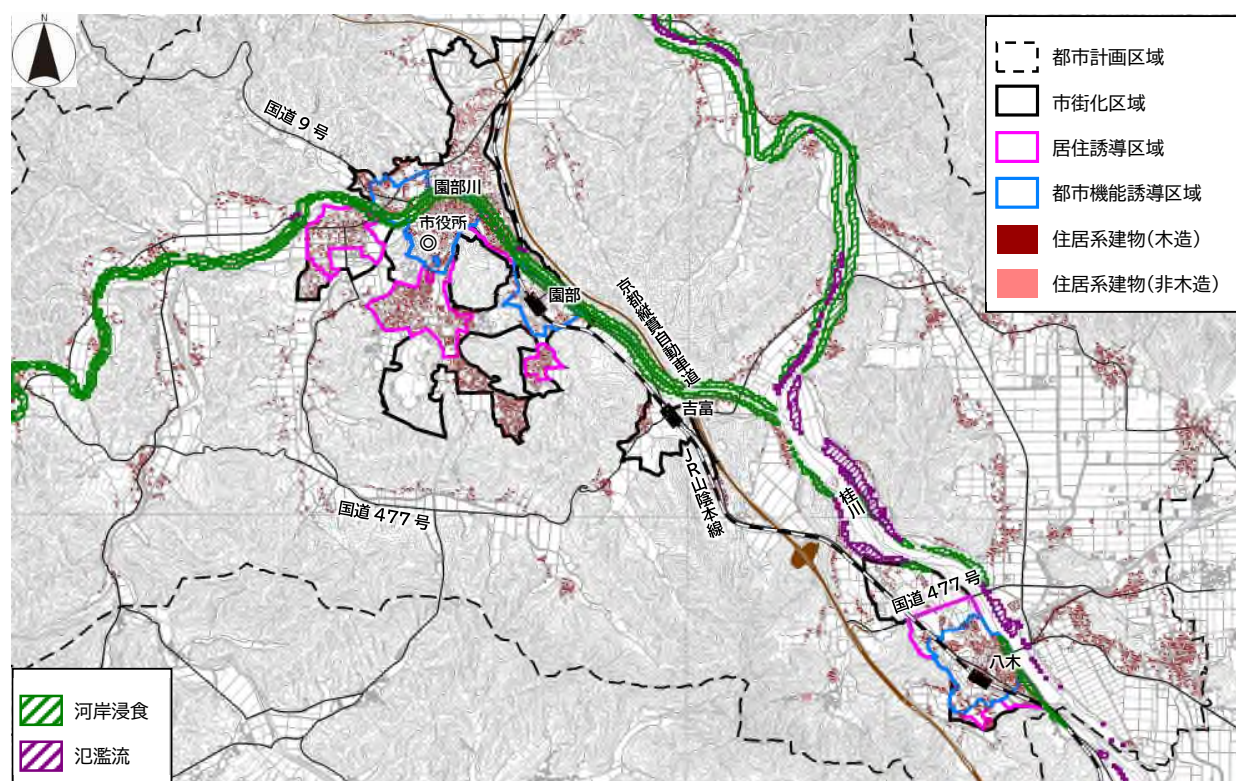 N
国道9号
園部川
市役所
園部
京都縦貫自動車道
吉富
JR山陰本線
国道477号
桂川
国道477号
八木
都市計画区域
市街化区域
居住誘導区域
都市機能誘導区域
住居系建物(木造)
住居系建物(非木造)
河岸浸食
氾濫流